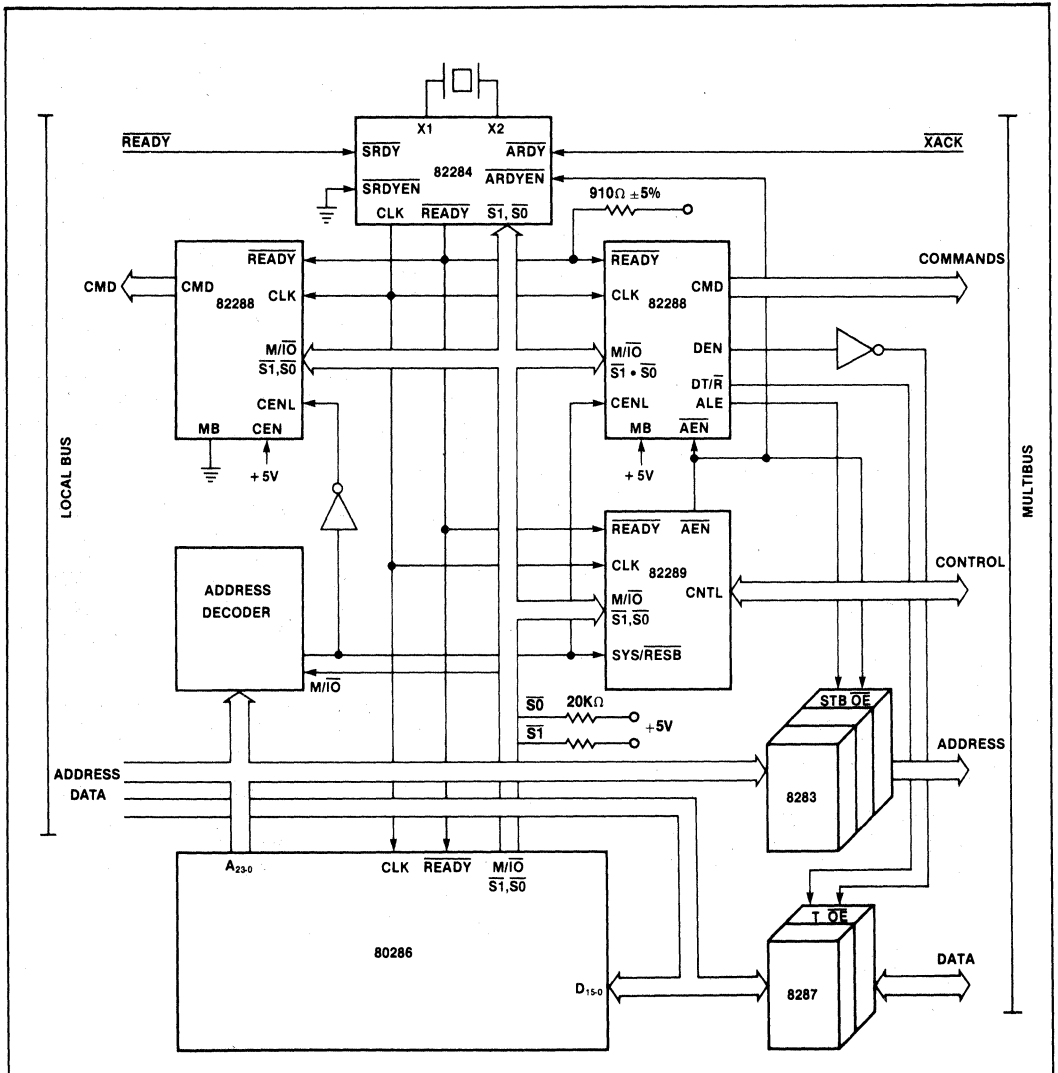 X1 X2
READY
SRDY
ARDY
XACK
82284
SRDYEN
ARDYEN
910Ω ±5%
CLK READY S1, S0
READY
READY
COMMANDS
CMD
CMD
82288
CLK
CLK
82288
CMD
M/IO
S1,S0
M/IO
S1 • S0
DEN
DT/R
CENL
CENL
ALE
MB CEN
MB AEN
+5V
+5V
LOCAL BUS
MULTIBUS
READY AEN
CLK
82289
CONTROL
ADDRESS
DECODER
M/IO
S1,S0
CNTL
SYS/RESB
M/IO
STB OE
S0 20KΩ
S1
+5V
ADDRESS
DATA
ADDRESS
8283
A23-0
CLK READY M/IO
S1,S0
T OE
80286
DATA
D15-0
8287